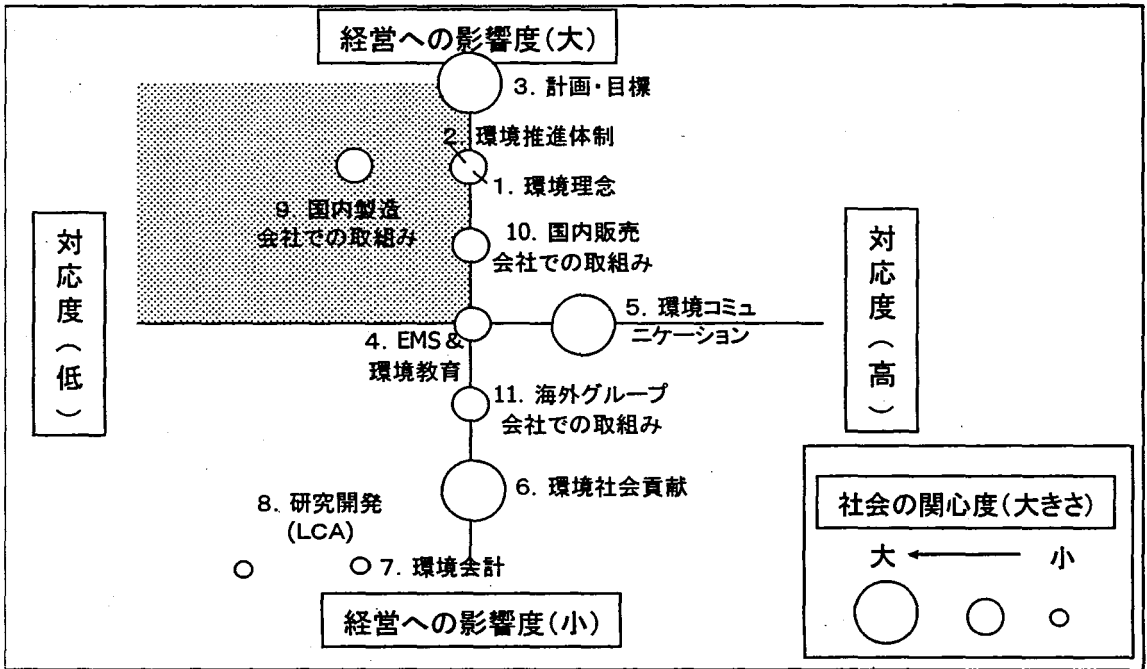 経営への影響度(大)
3. 計画・目標
2. 環境推進体制
1. 環境理念
9. 国内製造
会社での取組み
10. 国内販売
会社での取組み
対応度(低)
対応度(高)
5. 環境コミュ
ニケーション
4. EMS&
環境教育
11. 海外グループ
会社での取組み
6. 環境社会貢献
8. 研究開発
(LCA)
7. 環境会計
経営への影響度(小)
社会の関心度(大きさ)
大 小